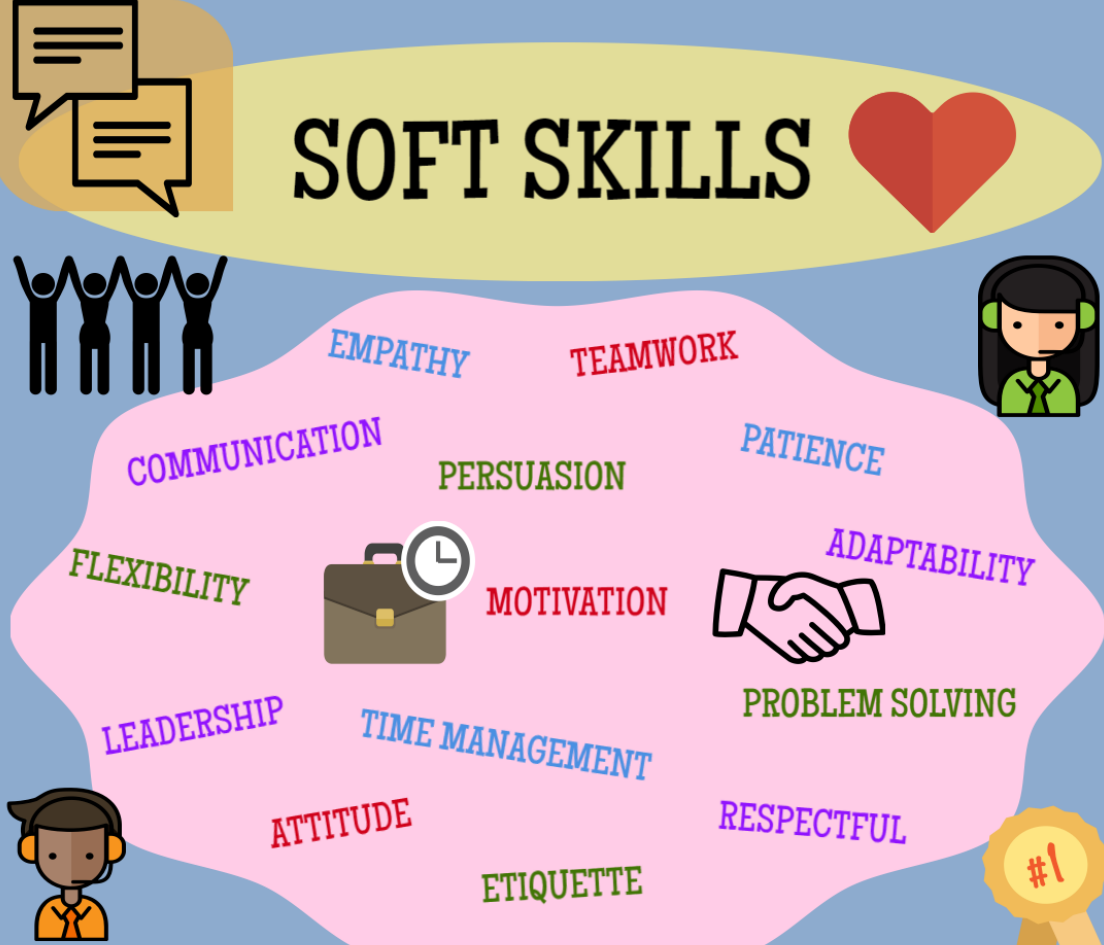 SOFT SKILLS
EMPATHY
TEAMWORK
COMMUNICATION
PERSUASION
PATIENCE
FLEXIBILITY
MOTIVATION
ADAPTABILITY
LEADERSHIP
TIME MANAGEMENT
PROBLEM SOLVING
ATTITUDE
RESPECTFUL
ETIQUETTE
#1